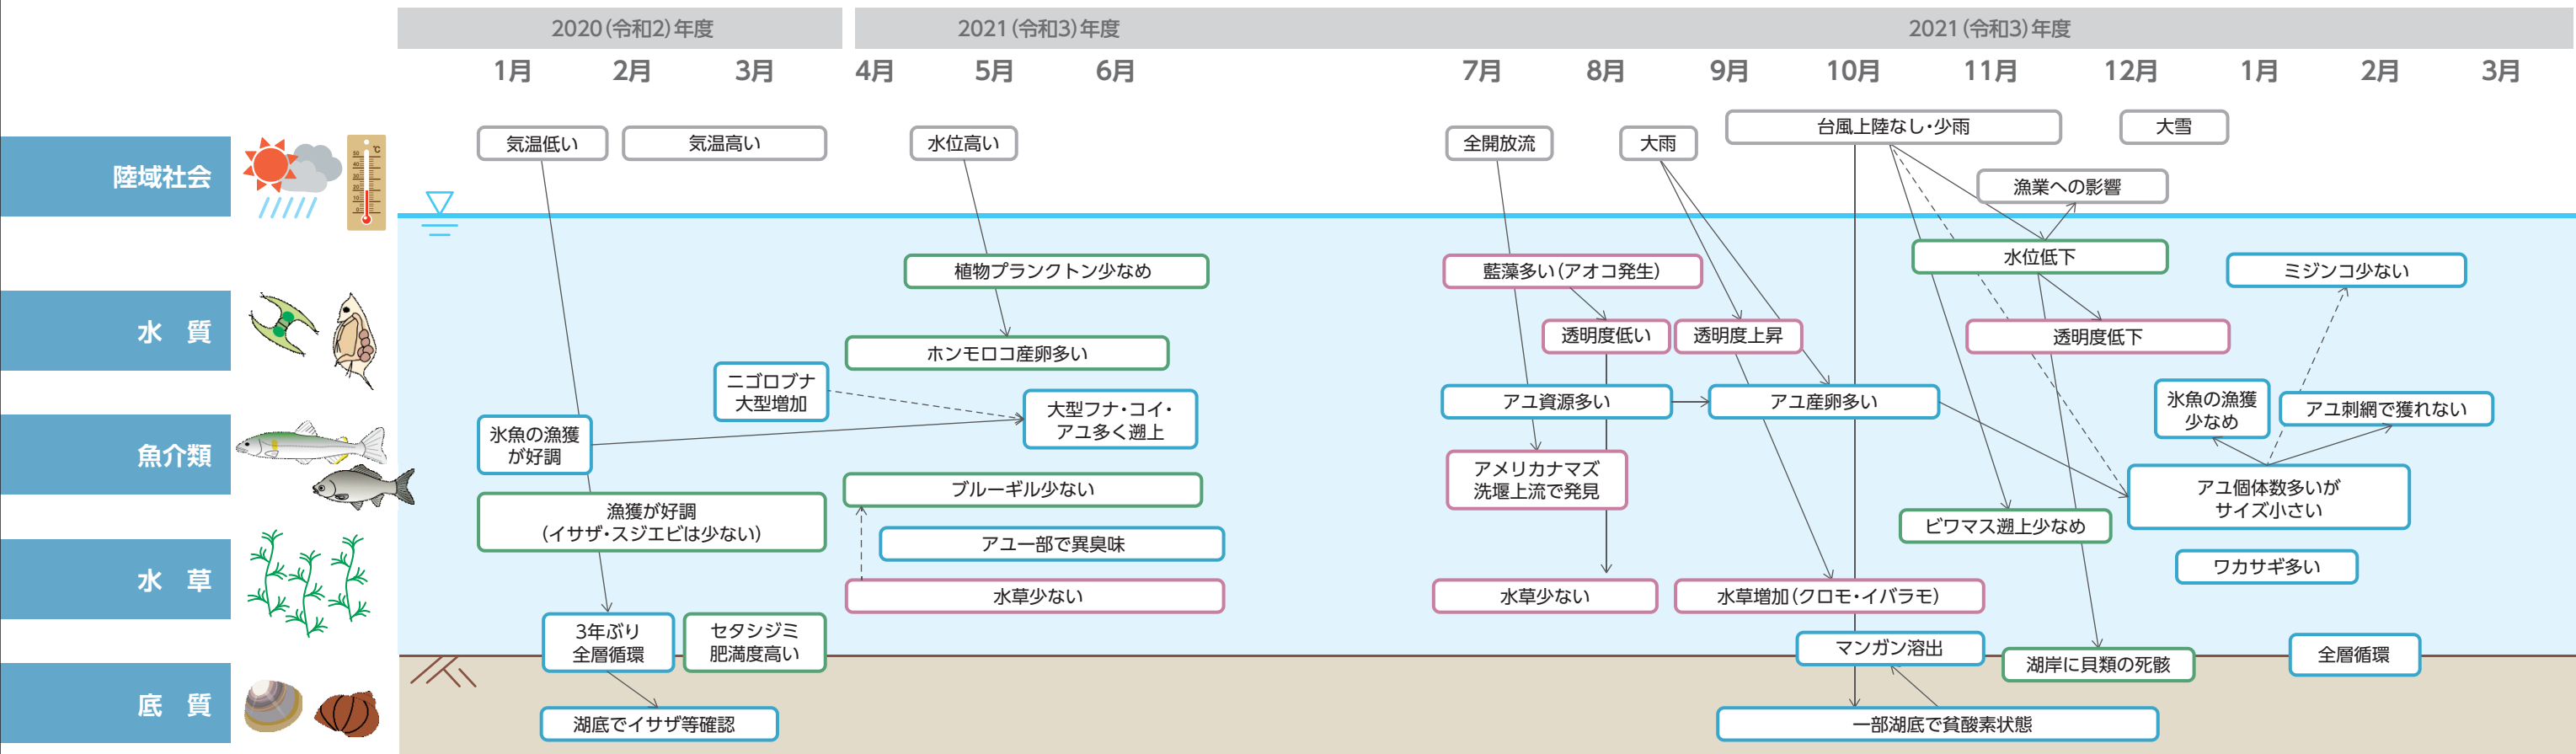 2020（令和2）年度
2021（令和3）年度
2021（令和3）年度
1月
2月
3月
4月
5月
6月
7月
8月
9月
10月
11月
12月
1月
2月
3月
陸域社会
℃
50
40
30
20
10
0
気温低い
気温高い
水位高い
全開放流
大雨
台風上陸なし・少雨
大雪
漁業への影響
水　質
植物プランクトン少なめ
藍藻多い（アオコ発生）
水位低下
ミジンコ少ない
ホンモロコ産卵多い
透明度低い
透明度上昇
透明度低下
魚介類
ニゴロブナ
大型増加
大型フナ・コイ・
アユ多く遡上
アユ資源多い
アユ産卵多い
氷魚の漁獲
少なめ
アユ刺網で獲れない
氷魚の漁獲
が好調
アメリカナマズ
洗堰上流で発見
アユ個体数多いが
サイズ小さい
漁獲が好調
（イサザ・スジエビは少ない）
ブルーギル少ない
ビワマス遡上少なめ
アユ一部で異臭味
ワカサギ多い
水　草
水草少ない
水草少ない
水草増加（クロモ・イバラモ）
3年ぶり
全層循環
セタシジミ
肥満度高い
マンガン溶出
湖岸に貝類の死骸
全層循環
底　質
湖底でイサザ等確認
一部湖底で貧酸素状態